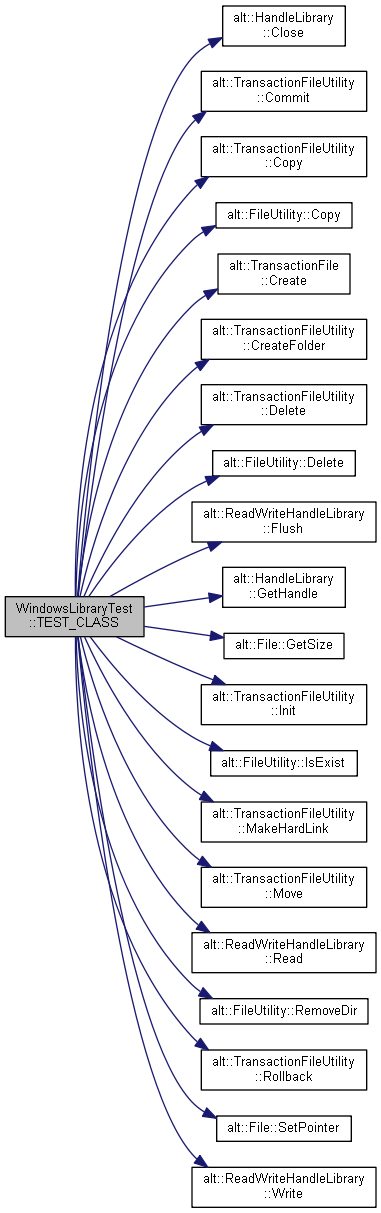 alt::HandleLibrary
::Close
alt::TransactionFileUtility
::Commit
alt::TransactionFileUtility
::Copy
alt::FileUtility::Copy
alt::TransactionFile
::Create
alt::TransactionFileUtility
::CreateFolder
alt::TransactionFileUtility
::Delete
alt::FileUtility::Delete
alt::ReadWriteHandleLibrary
::Flush
alt::HandleLibrary
::GetHandle
WindowsLibraryTest
::TEST_CLASS
alt::File::GetSize
alt::TransactionFileUtility
::Init
alt::FileUtility::IsExist
alt::TransactionFileUtility
::MakeHardLink
alt::TransactionFileUtility
::Move
alt::ReadWriteHandleLibrary
::Read
alt::FileUtility::RemoveDir
alt::TransactionFileUtility
::Rollback
alt::File::SetPointer
alt::ReadWriteHandleLibrary
::Write